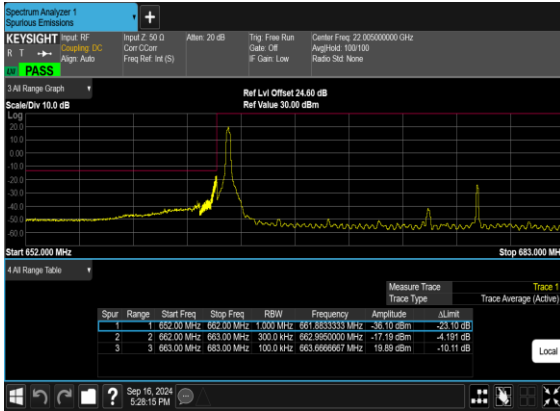 Spectrum Analyzer 1
Spurious Emissions
+
KEYSIGHT Input: RF Input Z: 50 Ω Atten: 20 dB Trig: Free Run Center Freq: 22.005000000 GHz
R T Coupling: DC Corr CCorr Gate: Off Avg|Hold: 100/100
Align: Auto Freq Ref: Int (S) IF Gain: Low Radio Std: None
PASS
3 All Range Graph
Ref Lvl Offset 24.60 dB
Scale/Div 10.0 dB Ref Value 30.00 dBm
Log
20.0
10.0
0.00
-10.0
-20.0
-30.0
-40.0
-50.0
-60.0
Start 652.000 MHz Stop 683.000 MH
4 All Range Table
Measure Trace Trace 1
Trace Type Trace Average (Active)
Spur Range Start Freq Stop Freq RBW Frequency Amplitude ΔLimit
1 1 652.00 MHz 662.00 MHz 1.000 MHz 661.8833333 MHz -36.10 dBm -23.10 dB
2 2 662.00 MHz 663.00 MHz 300.0 kHz 662.9950000 MHz -17.19 dBm -4.191 dB
3 3 663.00 MHz 683.00 MHz 100.0 kHz 663.6666667 MHz 19.89 dBm -10.11 dB
Local
?
Sep 16, 2024
5:28:15 PM